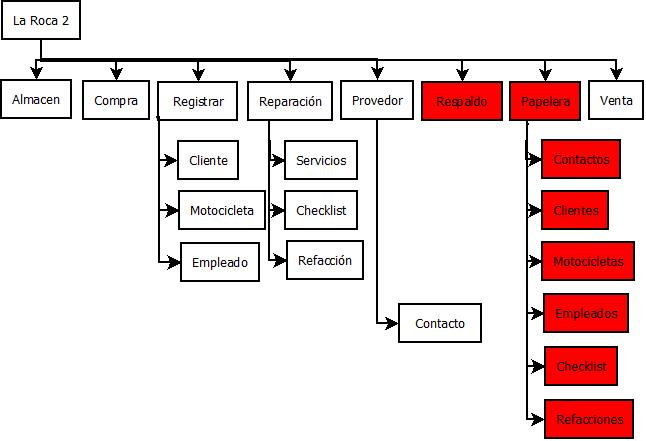 La Roca 2
Almacen
Compra
Registrar
Reparación
Provedor
Respaldo
Papelera
Venta
Cliente
Motocicleta
Empleado
Servicios
Checklist
Refacción
Contacto
Contactos
Clientes
Motocicletas
Empleados
Checklist
Refacciones